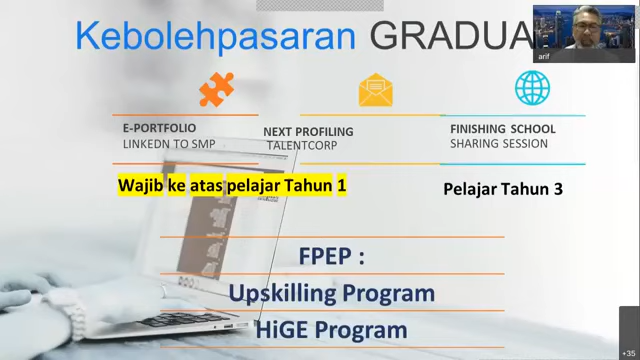 Kebolehpasaran GRADUA
arif
E-PORTFOLIO
LINKEDN TO SMP
NEXT PROFILING
TALENTCORP
FINISHING SCHOOL
SHARING SESSION
Wajib ke atas pelajar Tahun 1
Pelajar Tahun 3
FPEP :
Upskilling Program
HiGE Program
+35